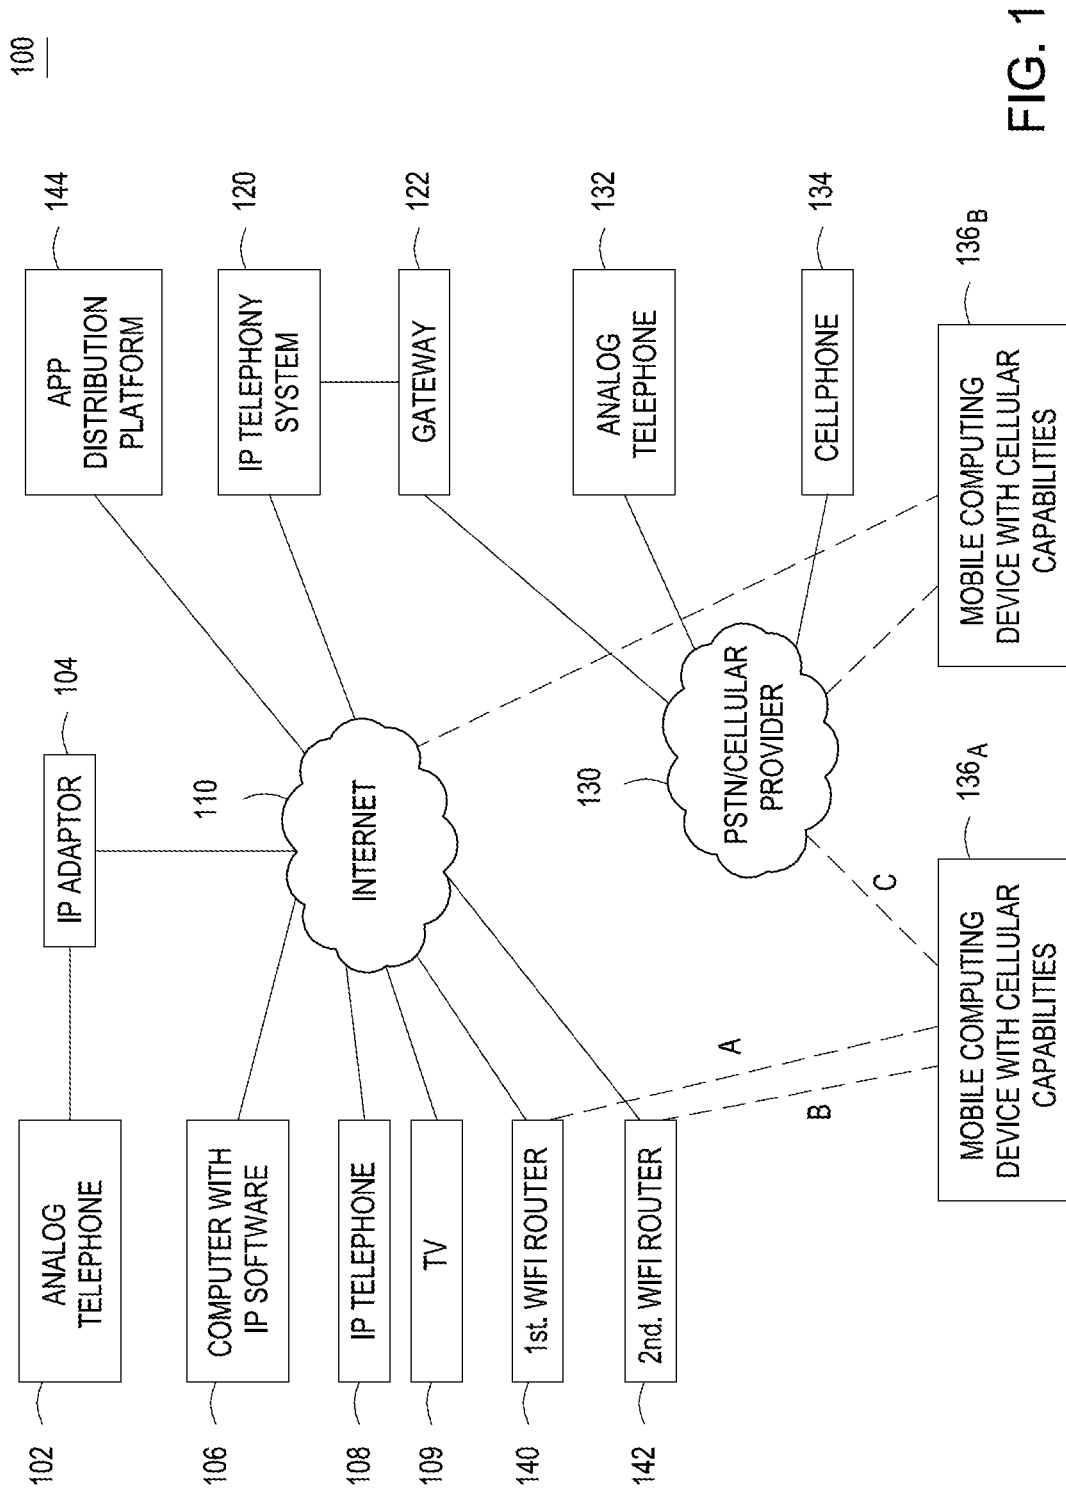 100
144
APP
DISTRIBUTION
PLATFORM
120
IP TELEPHONY
SYSTEM
122
GATEWAY
132
ANALOG
TELEPHONE
134
CELLPHONE
136B
MOBILE COMPUTING
DEVICE WITH CELLULAR
CAPABILITIES
104
IP ADAPTOR
110
INTERNET
130
PSTN/CELLULAR
PROVIDER
136A
MOBILE COMPUTING
DEVICE WITH CELLULAR
CAPABILITIES
A
B
C
102
ANALOG
TELEPHONE
106
COMPUTER WITH
IP SOFTWARE
108
IP TELEPHONE
109
TV
140
1st. WIFI ROUTER
142
2nd. WIFI ROUTER
FIG. 1